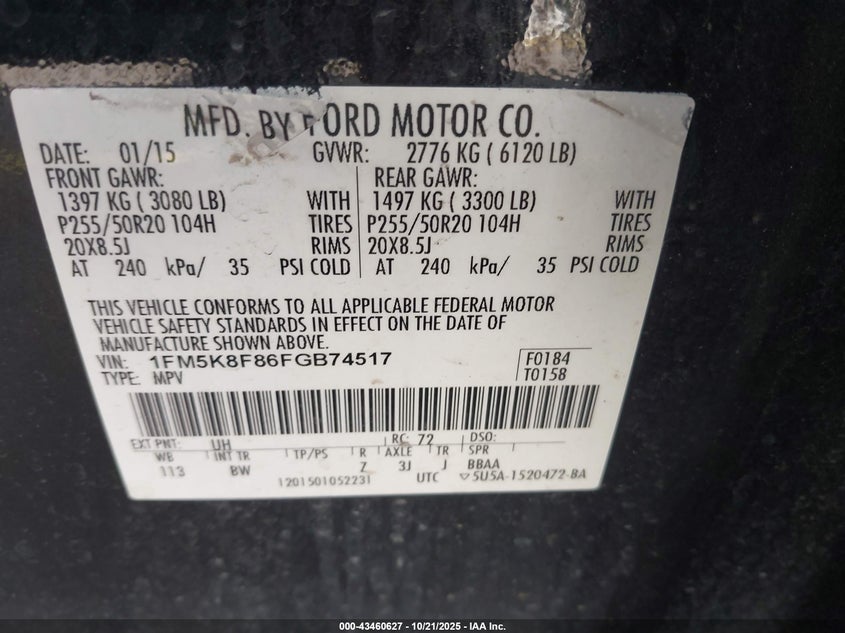 MFD. BY FORD MOTOR CO.
DATE: 01/15 GVWR: 2776 KG ( 6120 LB)
FRONT GAWR: REAR GAWR:
1397 KG ( 3080 LB) WITH 1497 KG ( 3300 LB) WITH
P255/50R20 104H TIRES P255/50R20 104H TIRES
20X8.5J RIMS 20X8.5J RIMS
AT 240 kPa/ 35 PSI COLD AT 240 kPa/ 35 PSI COLD
THIS VEHICLE CONFORMS TO ALL APPLICABLE FEDERAL MOTOR
VEHICLE SAFETY STANDARDS IN EFFECT ON THE DATE OF
MANUFACTURE SHOWN ABOVE.
VIN: 1FM5K8F86FGB74517 F0184
TYPE: MPV T0158
EXT PNT: UH RC: 72 DSO:
WB INT TR TP/PS R AXLE TR SPR
113 BW Z 3J J BBAA
1201501052231 UTC ▽5U5A-1520472-BA
000-43460627 - 10/21/2025 - IAA Inc.